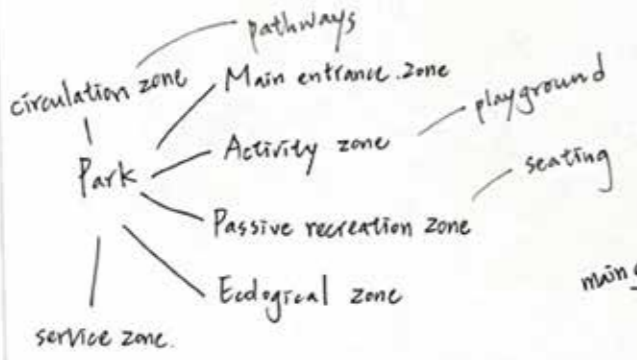 pathways
circulation zone
Main entrance zone
playground
Activity zone
Park
seating
Passive recreation zone
Ecological zone
service zone.